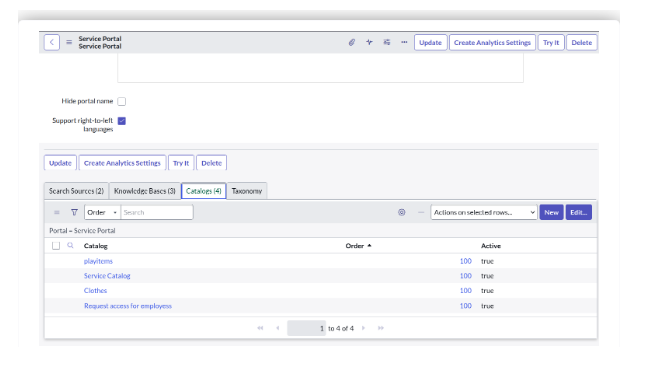 Service Portal
Service Portal
Update Create Analytics Settings Try It Delete
Hide portal name
Support right-to-left
languages
Update Create Analytics Settings Try It Delete
Search Sources (2) Knowledge Bases (3) Catalogs (4) Taxonomy
Order Search Actions on selected rows... New Edit...
Portal = Service Portal
Catalog Order Active
playitems 100 true
Service Catalog 100 true
Clothes 100 true
Request access for employess 100 true
1 to 4 of 4